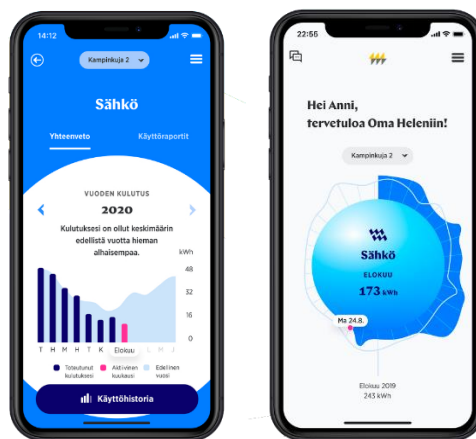 14:12
Kampinkuja 2
Sähkö
Yhteenveto
Käyttöraportit
VUODEN KULUTUS
2020
Kulutuksesi on ollut keskimäärin
edellistä vuotta hieman
alhaisempaa.
kWh
48
32
16
0
T H M H T K Elokuu L M J
Toteutunut
kulutuksesi
Aktiivinen
kuukausi
Edellinen
vuosi
Käyttöhistoria
22:55
Hei Anni,
tervetuloa Oma Heleniin!
Kampinkuja 2
Sähkö
ELOKUU
173 kWh
Ma 24.8.
Elokuu 2019
243 kWh